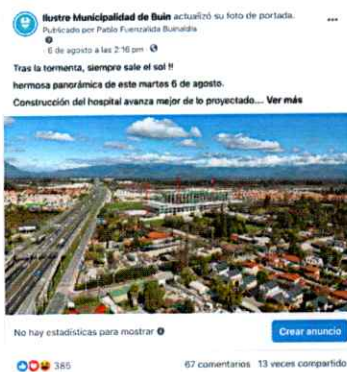 Ilustre Municipalidad de Buin actualizó su foto de portada.
Publicado por Pablo Fuenzalida Buinaldia
6 de agosto a las 2:16 pm ·
Tras la tormenta, siempre sale el sol !!
hermosa panorámica de este martes 6 de agosto.
Construcción del hospital avanza mejor de lo proyectado... Ver más
No hay estadísticas para mostrar
Crear anuncio
385
67 comentarios 13 veces compartido